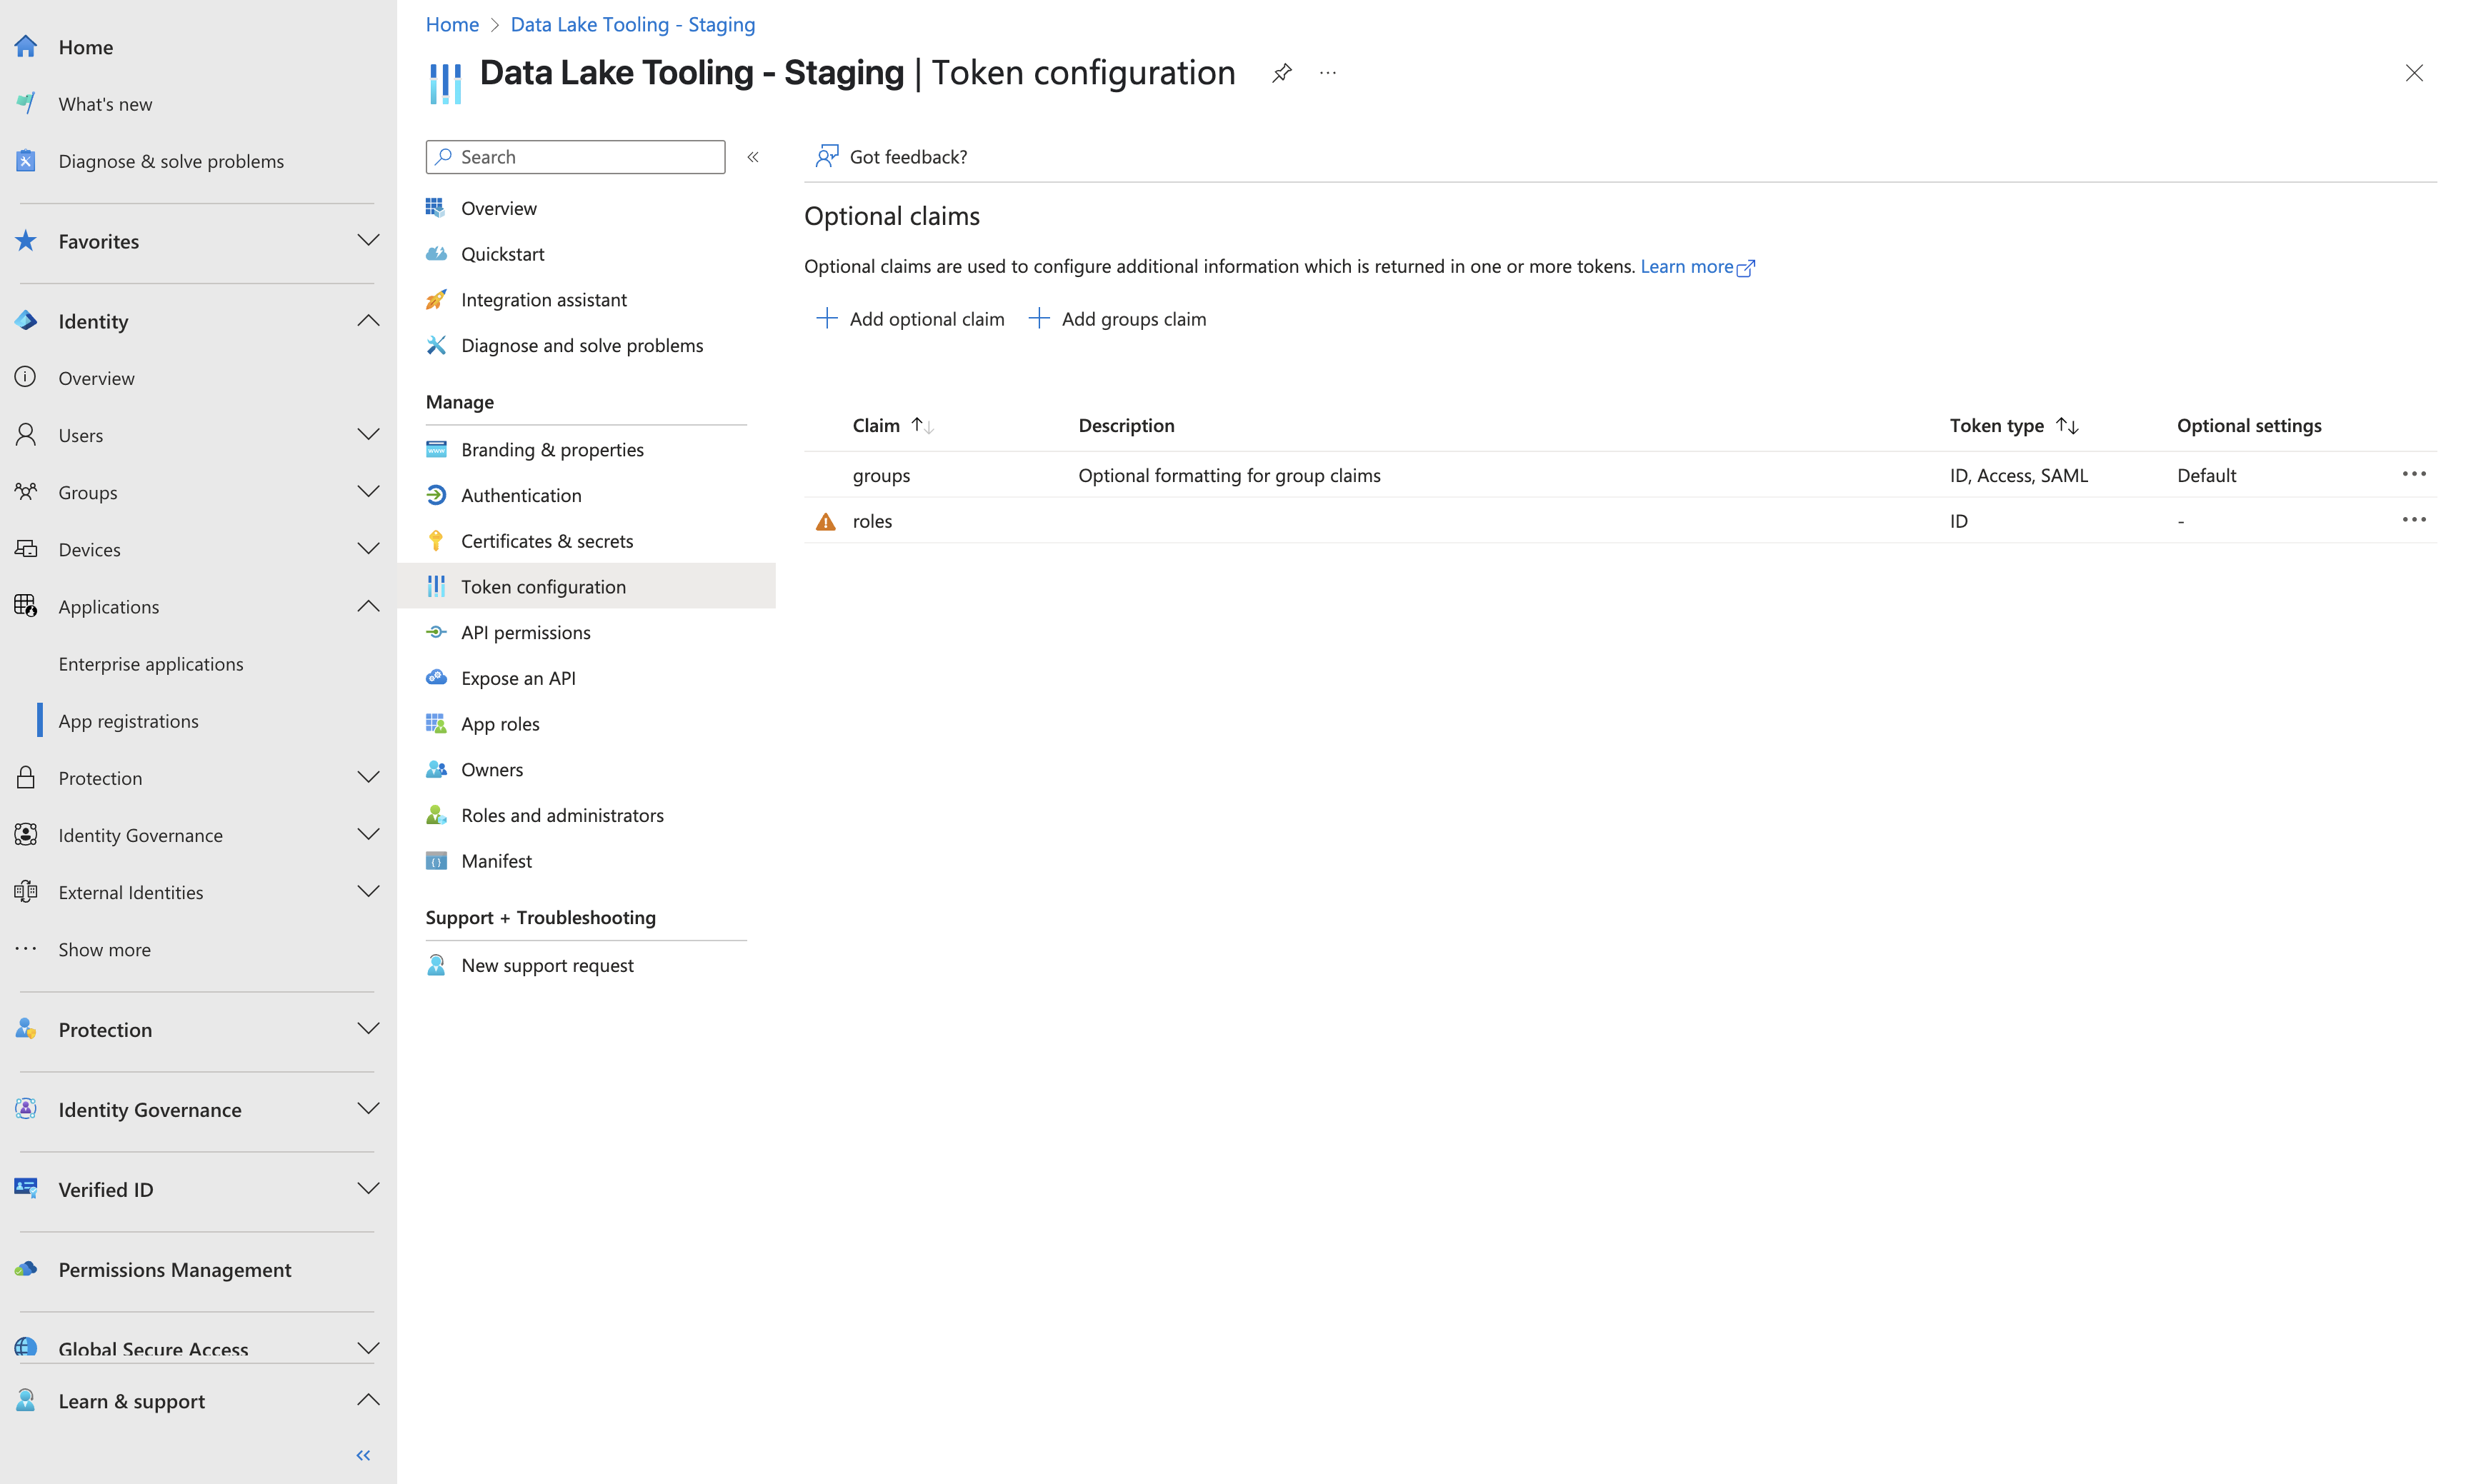 Home
What's new
Diagnose & solve problems
Favorites
Identity
Overview
Users
Groups
Devices
Applications
Enterprise applications
App registrations
Protection
Identity Governance
External Identities
Show more
Protection
Identity Governance
Verified ID
Permissions Management
Global Secure Access
Learn & support
Home > Data Lake Tooling - Staging
Data Lake Tooling - Staging | Token configuration
Search
Overview
Quickstart
Integration assistant
Diagnose and solve problems
Manage
Branding & properties
Authentication
Certificates & secrets
Token configuration
API permissions
Expose an API
App roles
Owners
Roles and administrators
Manifest
Support + Troubleshooting
New support request
Got feedback?
Optional claims
Optional claims are used to configure additional information which is returned in one or more tokens. Learn more
Add optional claim Add groups claim
Claim Description Token type Optional settings
groups Optional formatting for group claims ID, Access, SAML Default
roles ID -